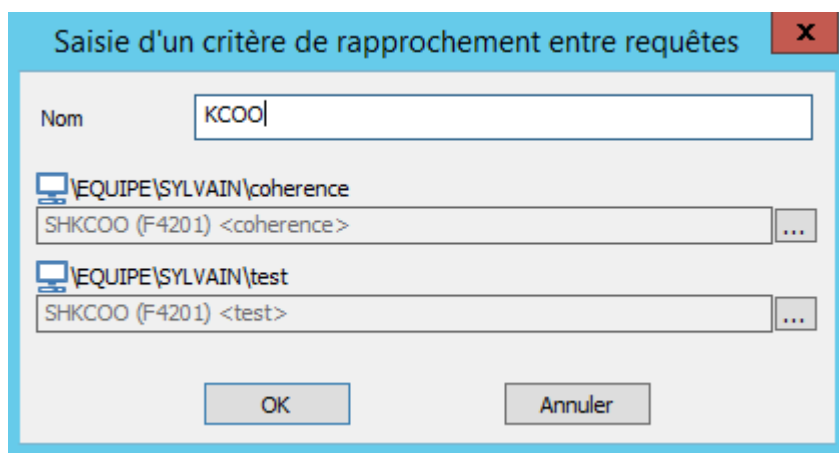 Saisie d'un critère de rapprochement entre requêtes
x
Nom
KCOO
\EQUIPE\SYLVAIN\coherence
SHKCOO (F4201) <coherence>
...
\EQUIPE\SYLVAIN\test
SHKCOO (F4201) <test>
...
OK
Annuler